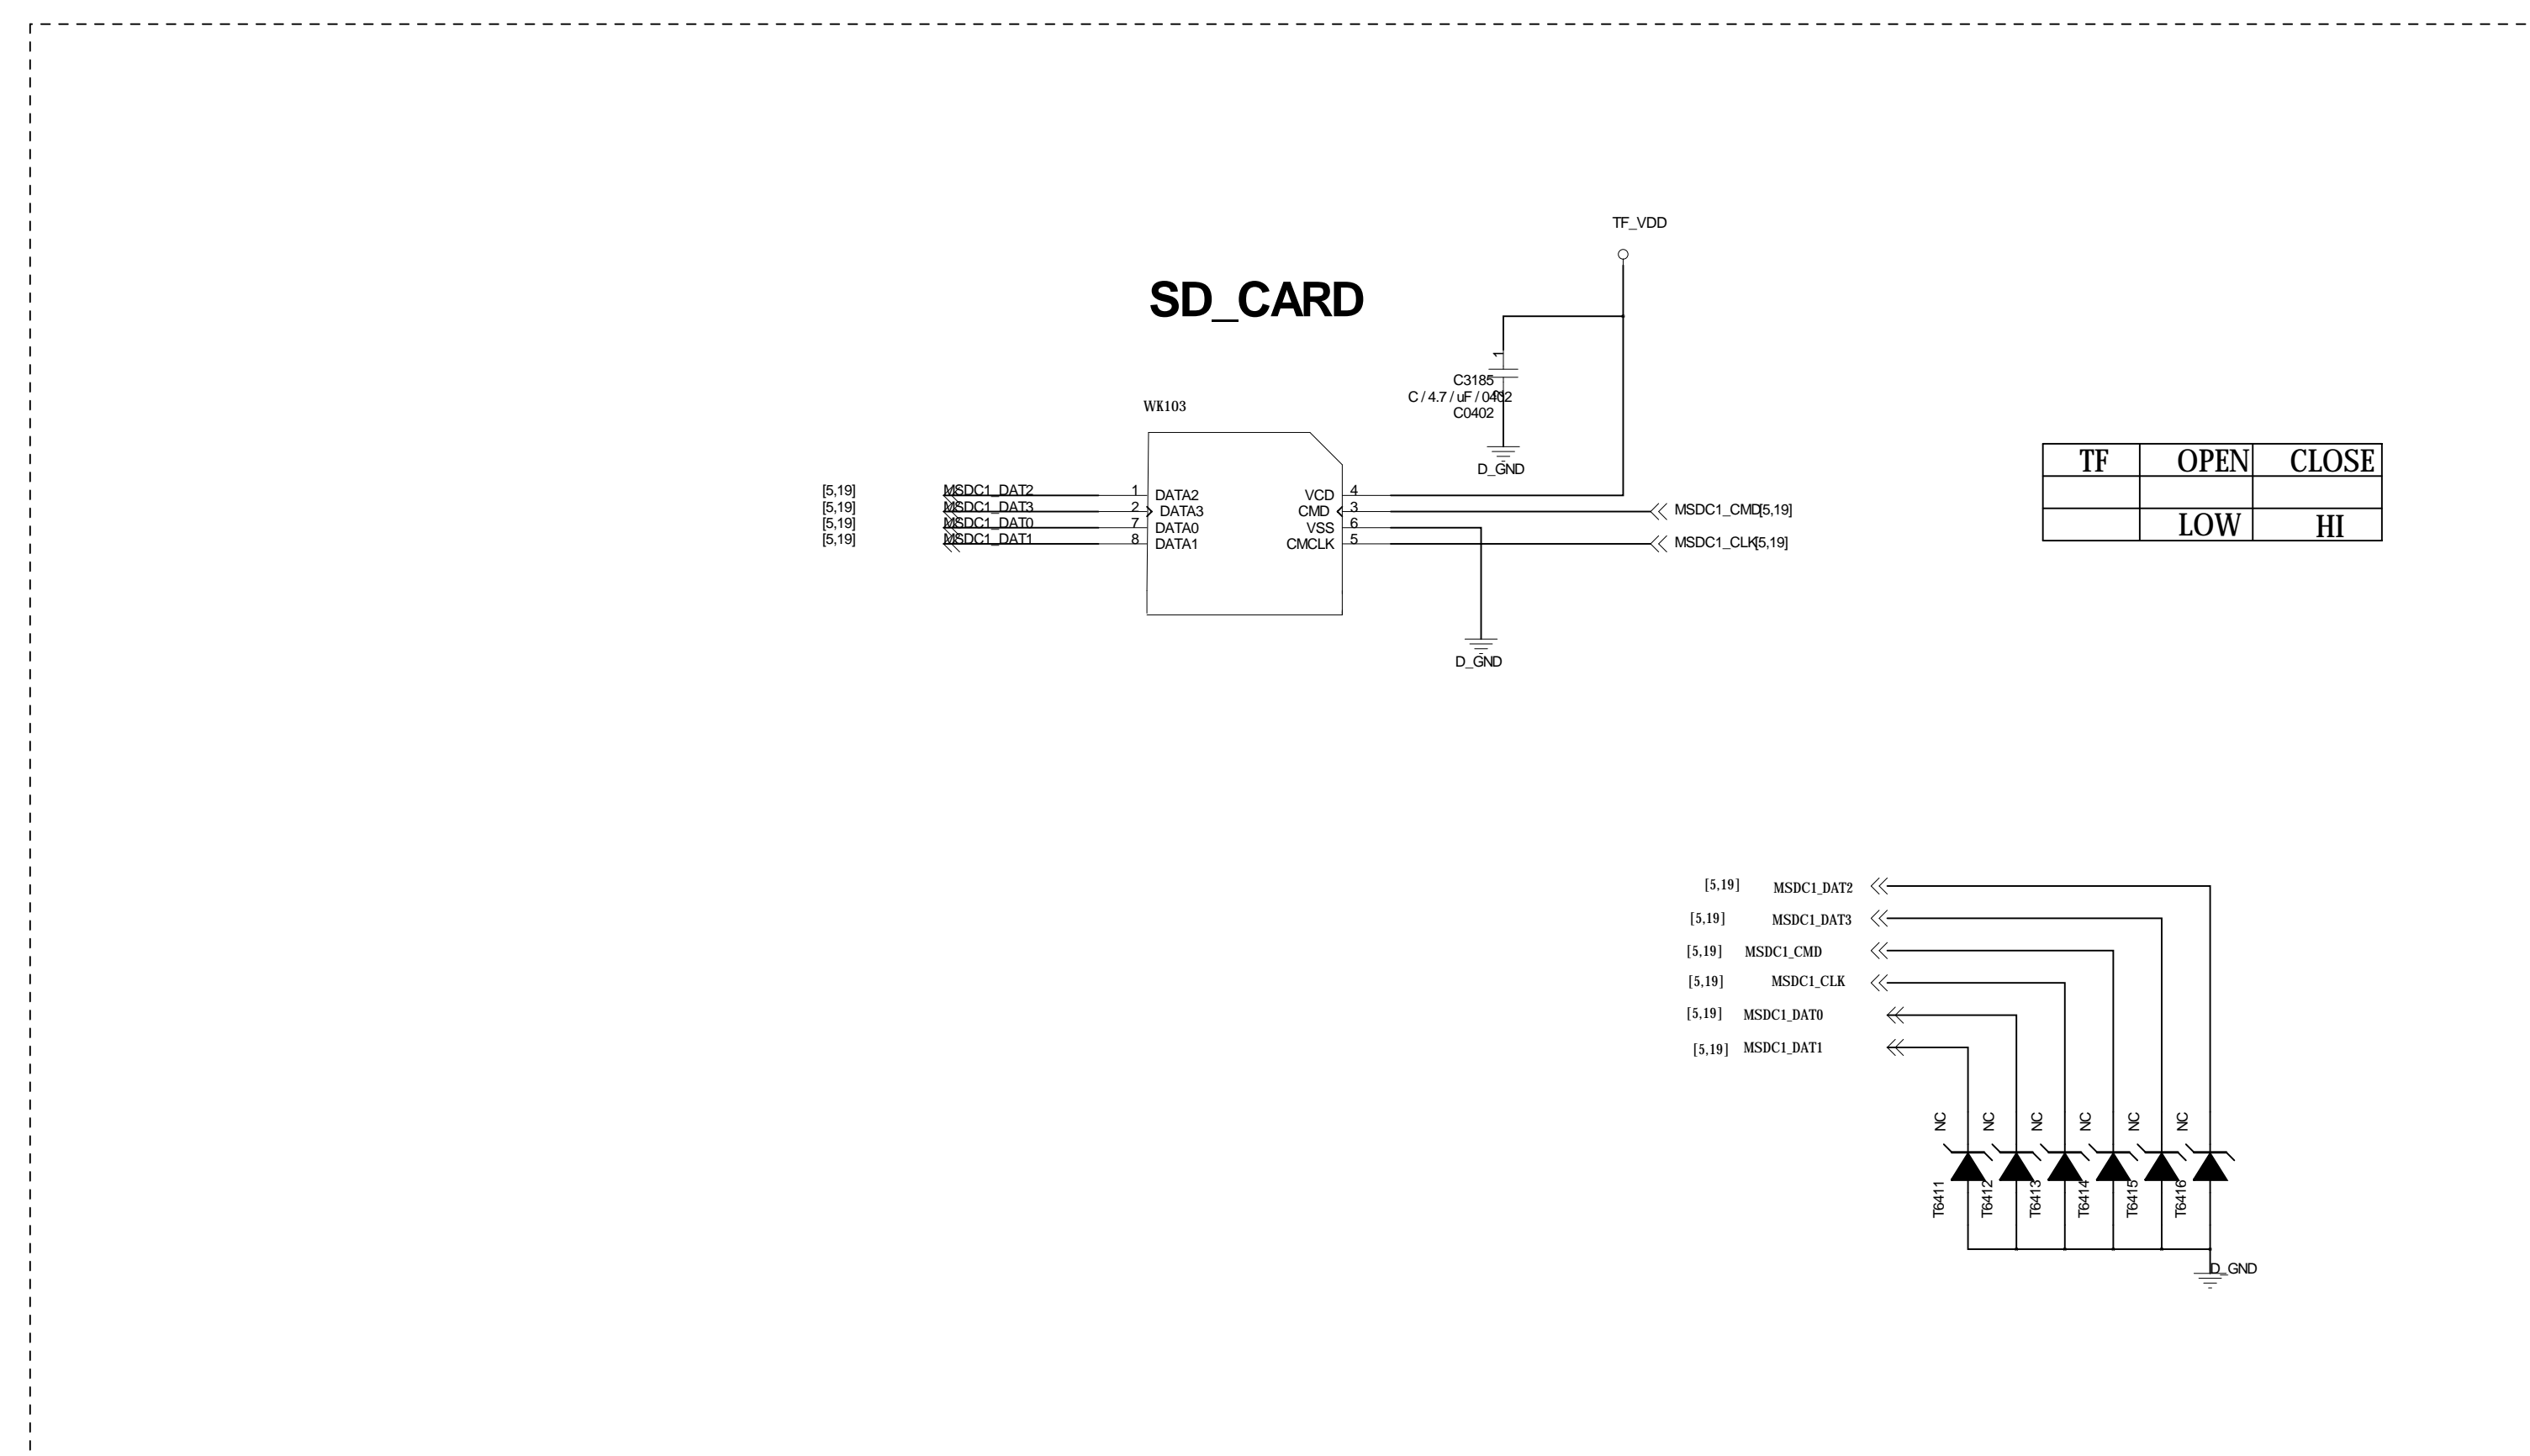 TF_VDD
SD_CARD
1
C3185
C / 4.7 / uF / 0402
2
C0402
D_GND
WK103
[5,19] MSDC1_DAT2 1 DATA2 VCD 4
[5,19] MSDC1_DAT3 2 DATA3 CMD 3 MSDC1_CMD[5,19]
[5,19] MSDC1_DAT0 7 DATA0 VSS 6
[5,19] MSDC1_DAT1 8 DATA1 CMCLK 5 MSDC1_CLK[5,19]
D_GND
TF OPEN CLOSE
LOW HI
[5,19] MSDC1_DAT2
[5,19] MSDC1_DAT3
[5,19] MSDC1_CMD
[5,19] MSDC1_CLK
[5,19] MSDC1_DAT0
[5,19] MSDC1_DAT1
NC NC NC NC NC NC
T6411 T6412 T6413 T6414 T6415 T6416
D_GND